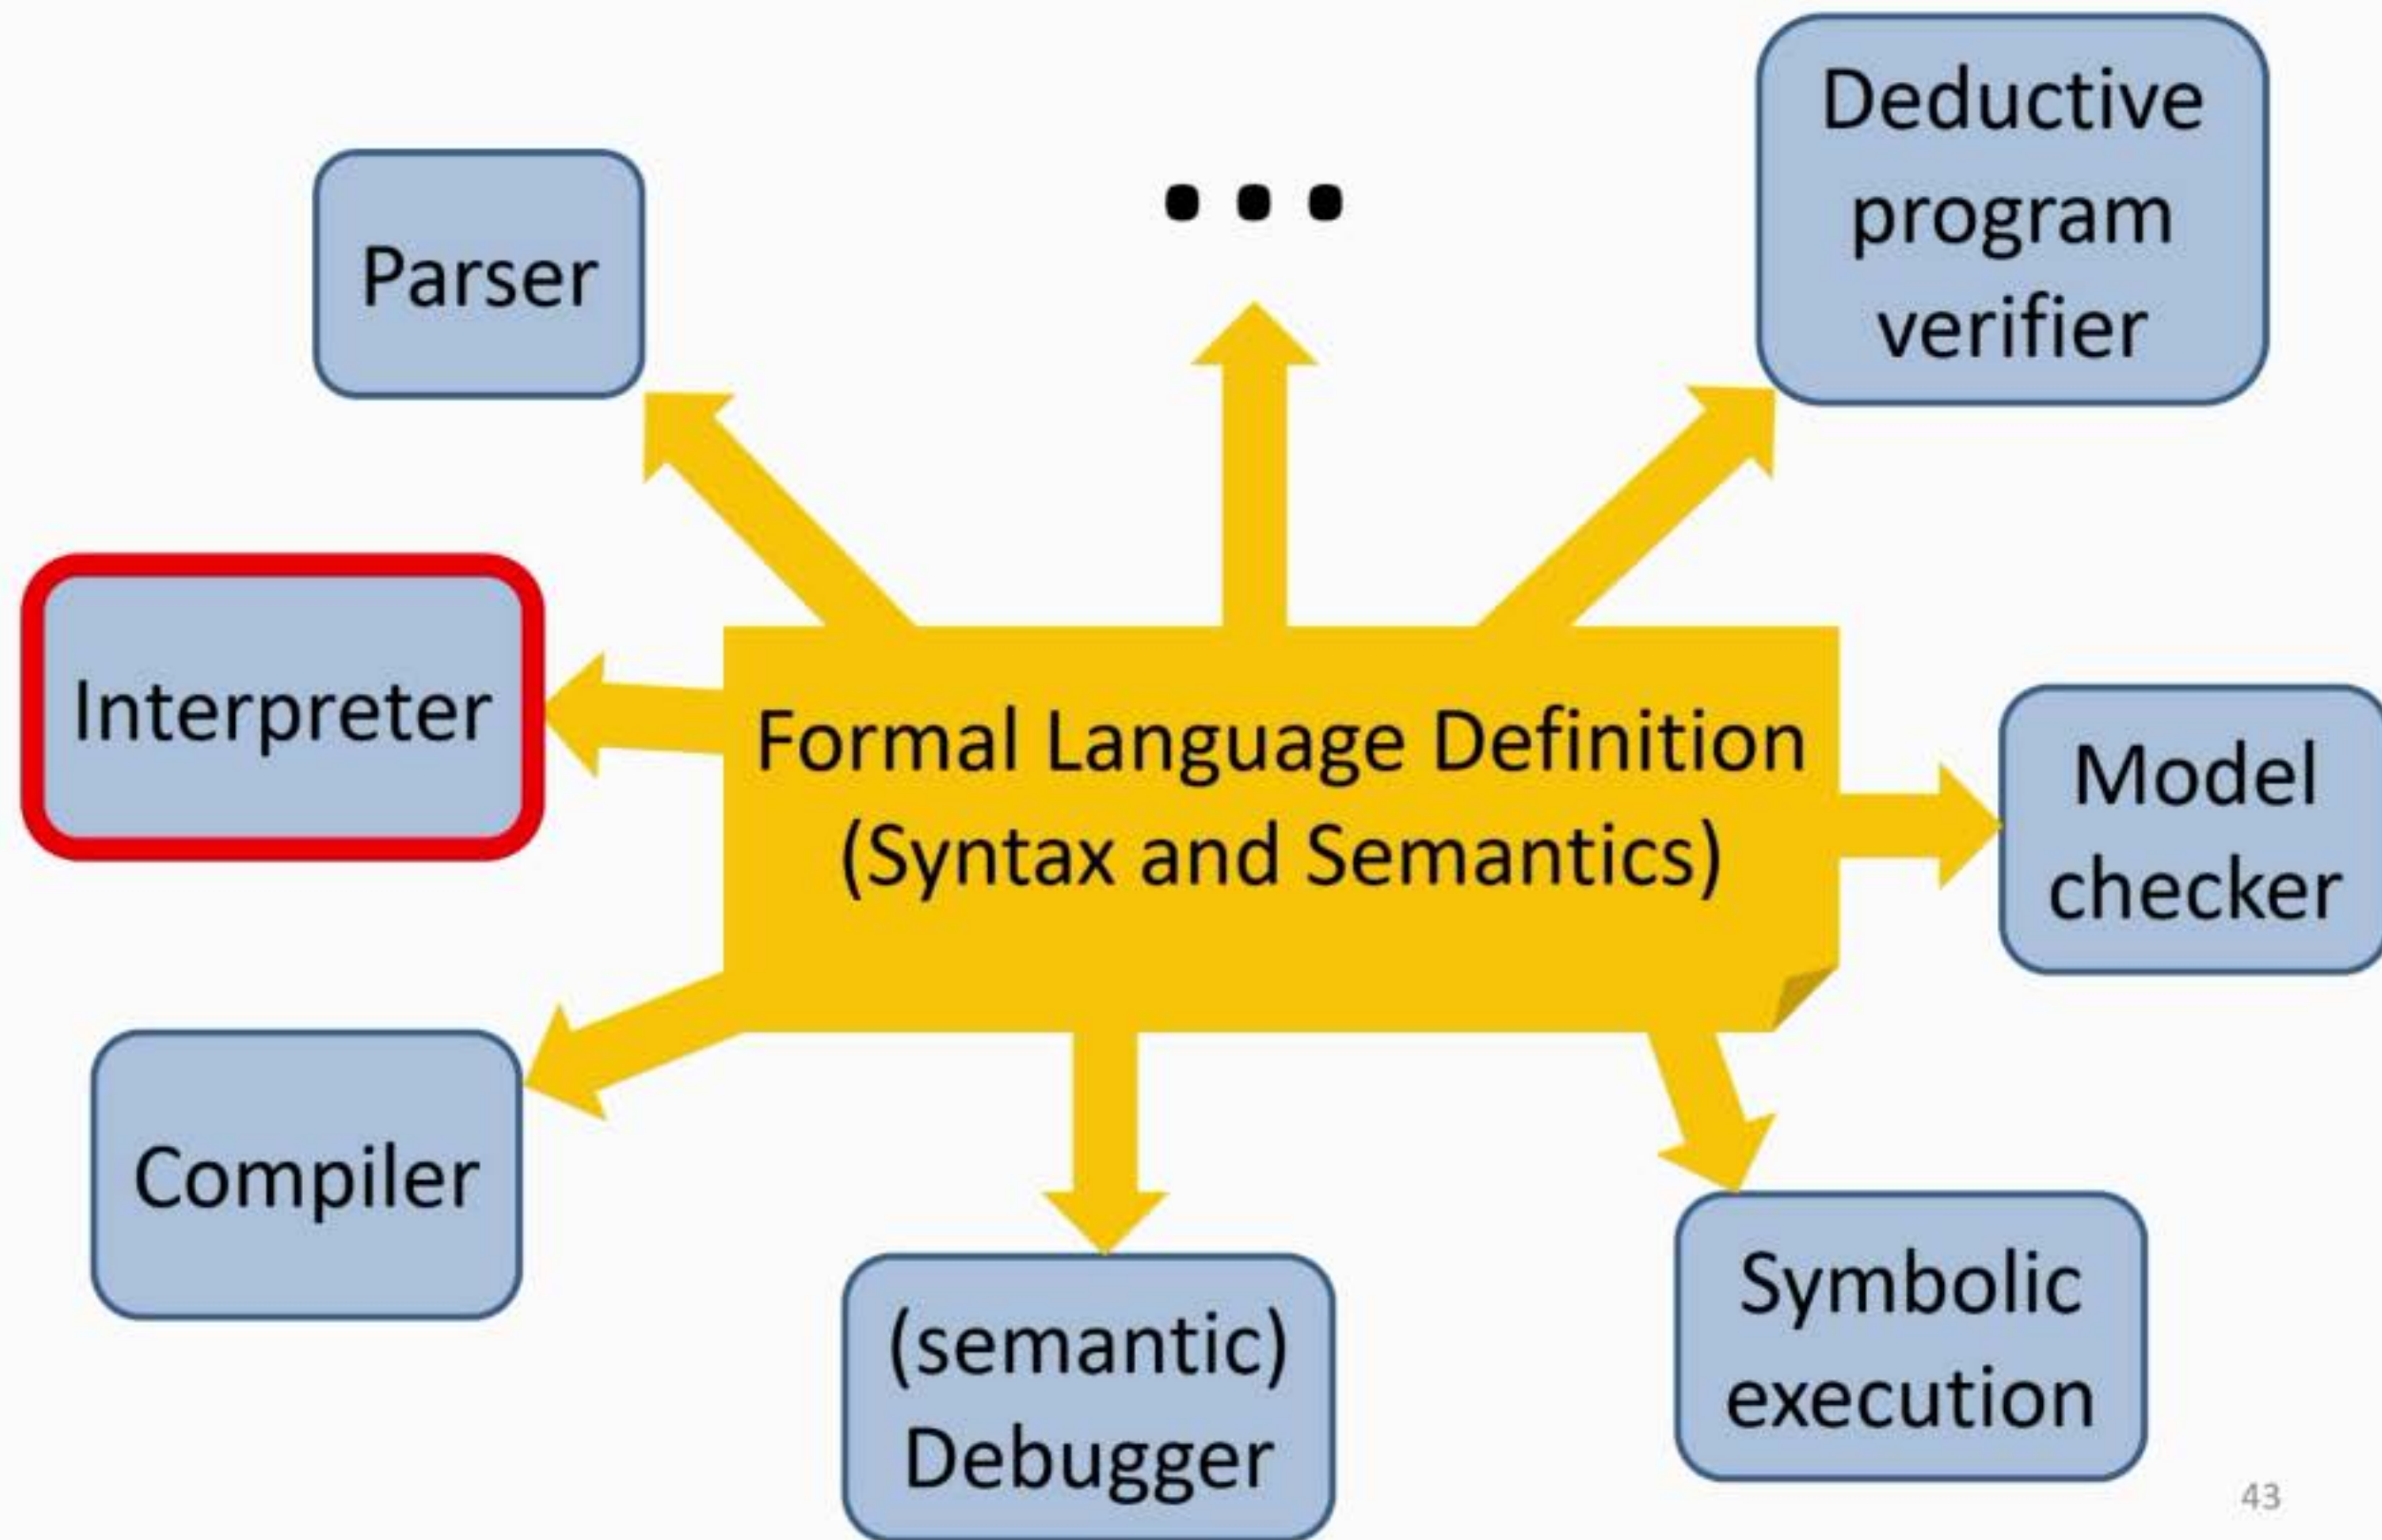 Parser
...
Deductive
program
verifier
Interpreter
Formal Language Definition
(Syntax and Semantics)
Model
checker
Compiler
(semantic)
Debugger
Symbolic
execution
43